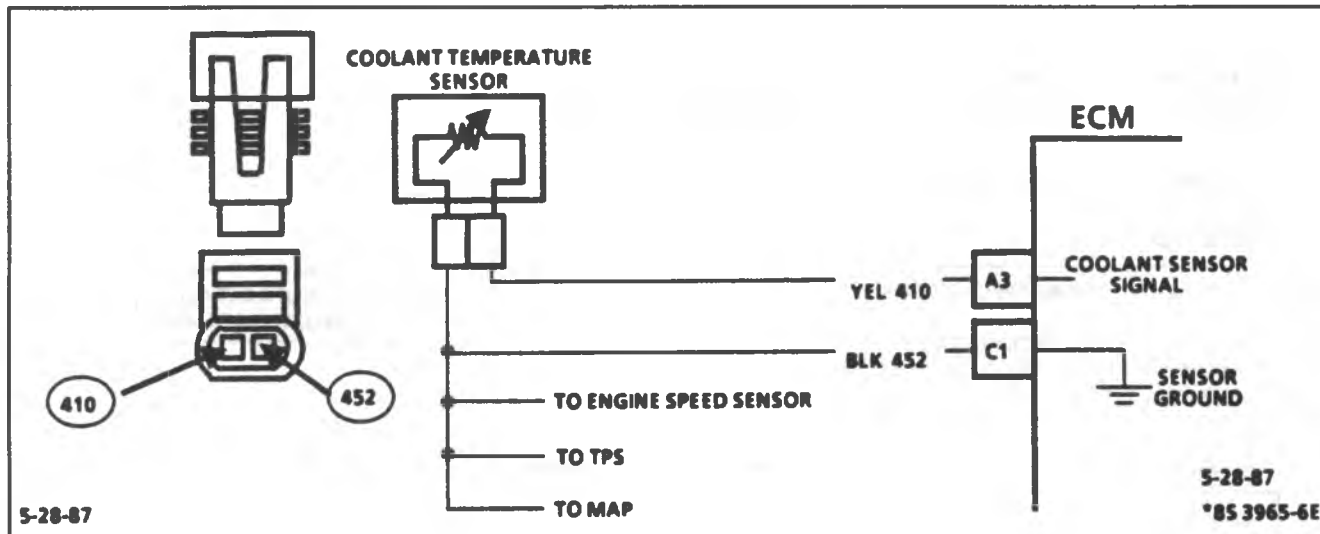 COOLANT TEMPERATURE
SENSOR
ECM
YEL 410
A3
COOLANT SENSOR
SIGNAL
BLK 452
C1
SENSOR
GROUND
410
452
TO ENGINE SPEED SENSOR
TO TPS
TO MAP
5-28-87
5-28-87
*8S 3965-6E